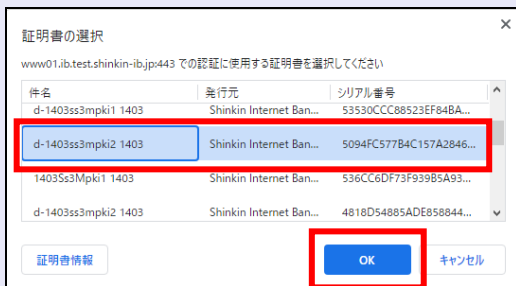 証明書の選択
www01.ib.test.shinkin-ib.jp:443 での認証に使用する証明書を選択してください
件名 発行元 シリアル番号
d-1403ss3mpki1 1403 Shinkin Internet Ban... 53530CCC88523EF84BA...
d-1403ss3mpki2 1403 Shinkin Internet Ban... 5094FC577B4C157A2846...
1403Ss3Mpki1 1403 Shinkin Internet Ban... 536CC6DF73F939B5A93...
d-1403ss3mpki2 1403 Shinkin Internet Ban... 4818D54885ADE858844...
証明書情報 OK キャンセル